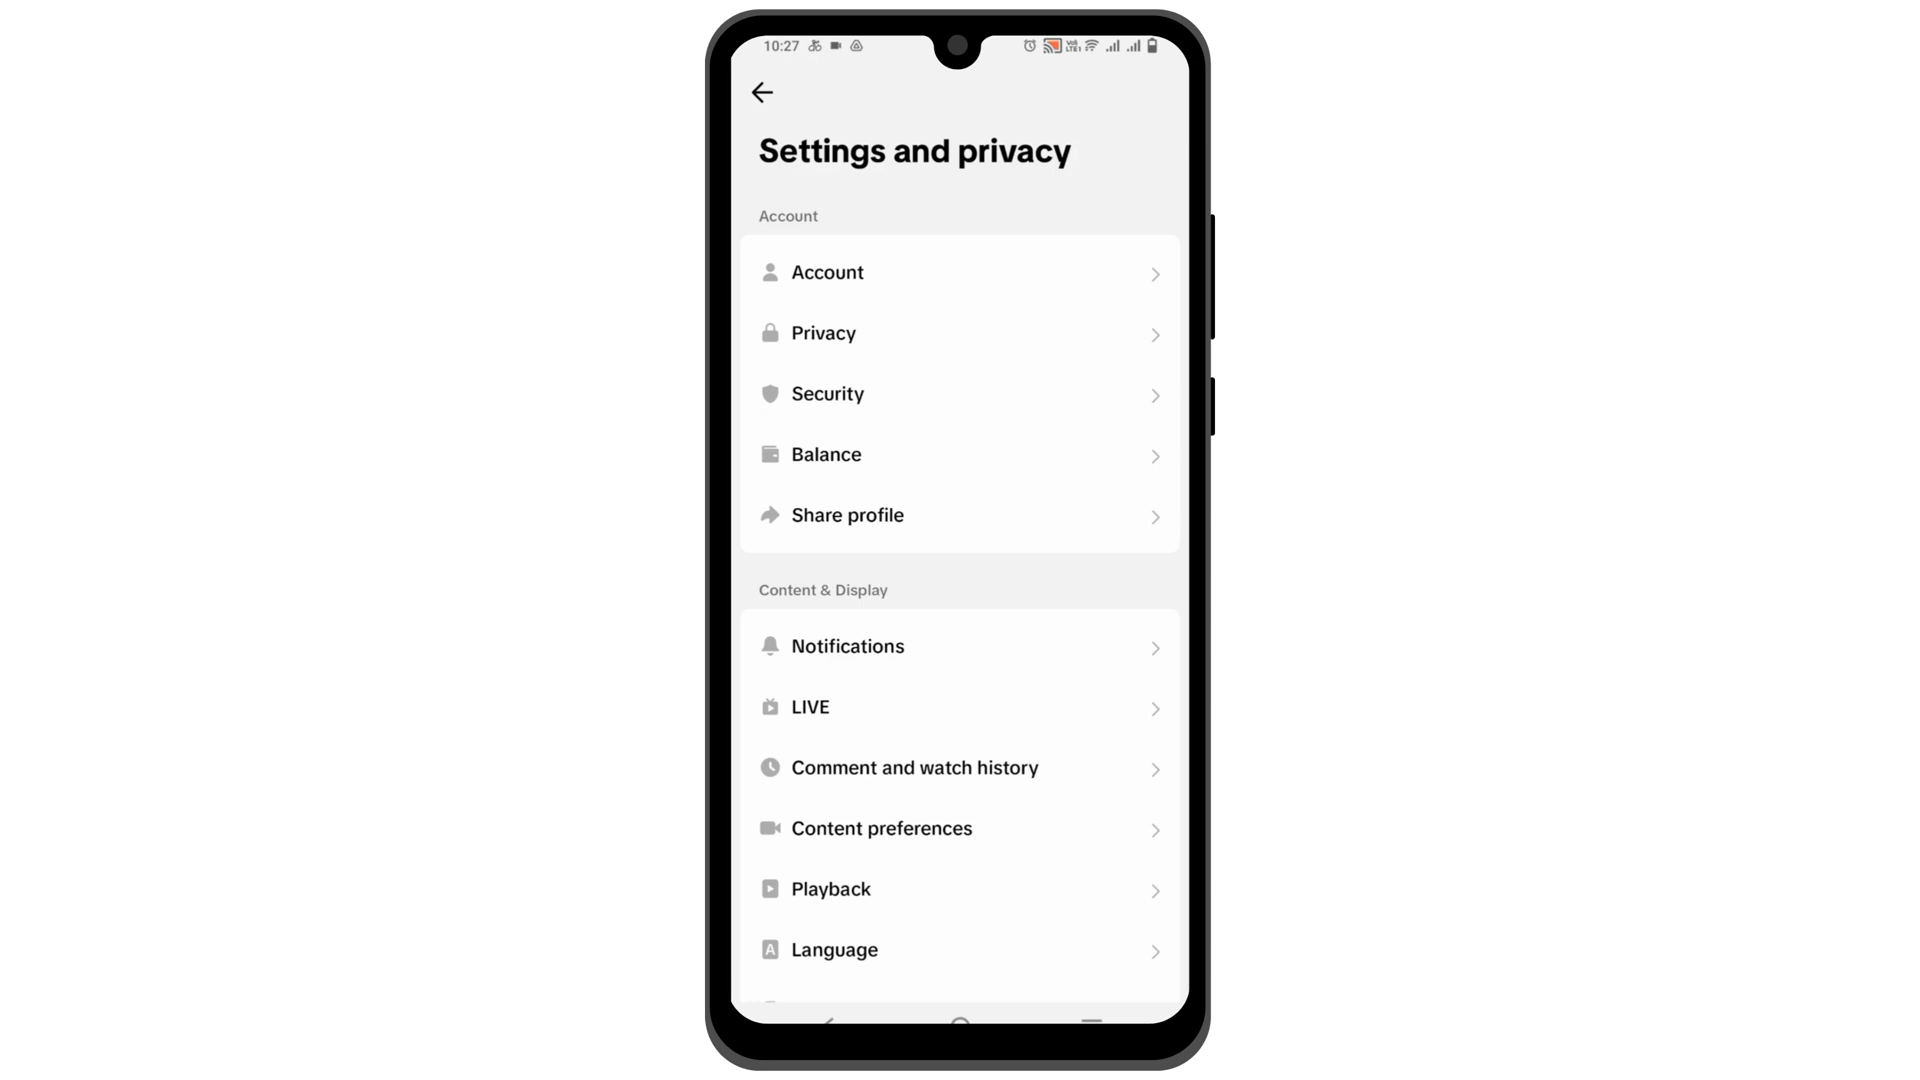 10:27
Settings and privacy
Account
Account
Privacy
Security
Balance
Share profile
Content & Display
Notifications
LIVE
Comment and watch history
Content preferences
Playback
A Language